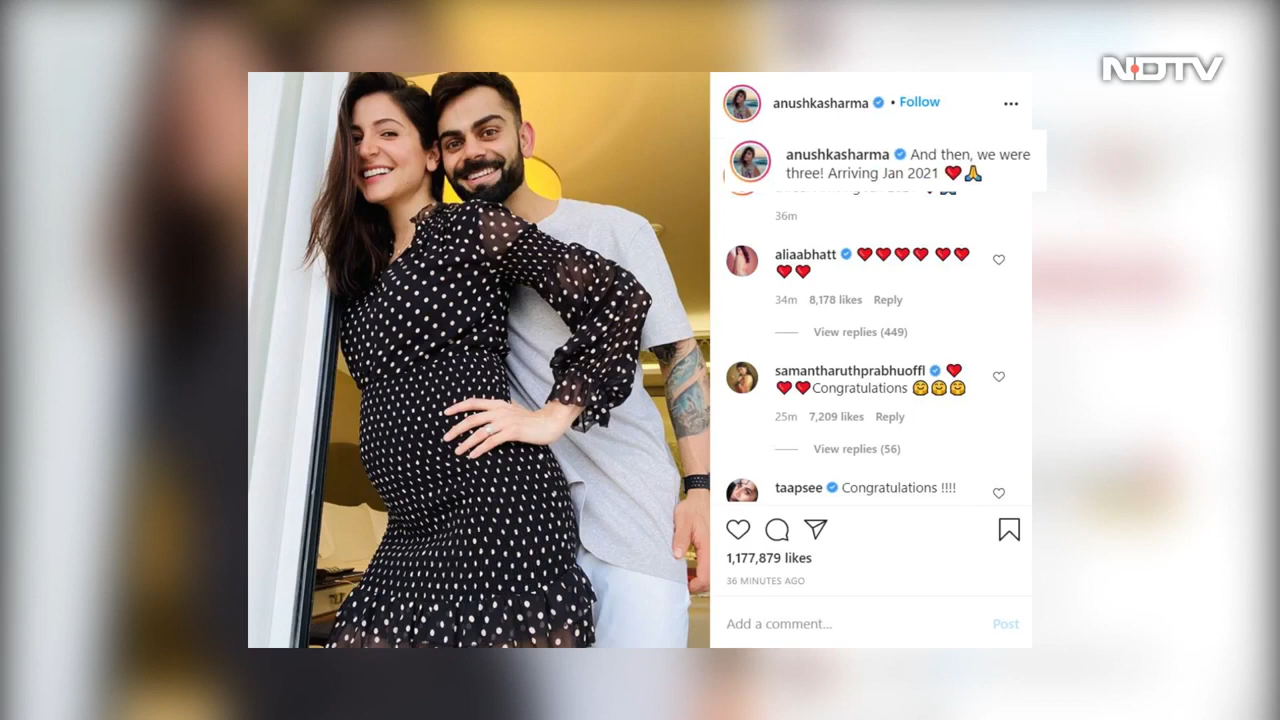 NDTV
anushkasharma • Follow
anushkasharma And then, we were
three! Arriving Jan 2021 ❤️🙏
36m
aliaabhatt ❤️❤️❤️❤️ ❤️❤️
❤️❤️
34m 8,178 likes Reply
View replies (449)
samantharuthprabhuoffl ❤️
❤️❤️Congratulations 🤗🤗🤗
25m 7,209 likes Reply
View replies (56)
taapsee Congratulations !!!!
1,177,879 likes
36 MINUTES AGO
Add a comment... Post